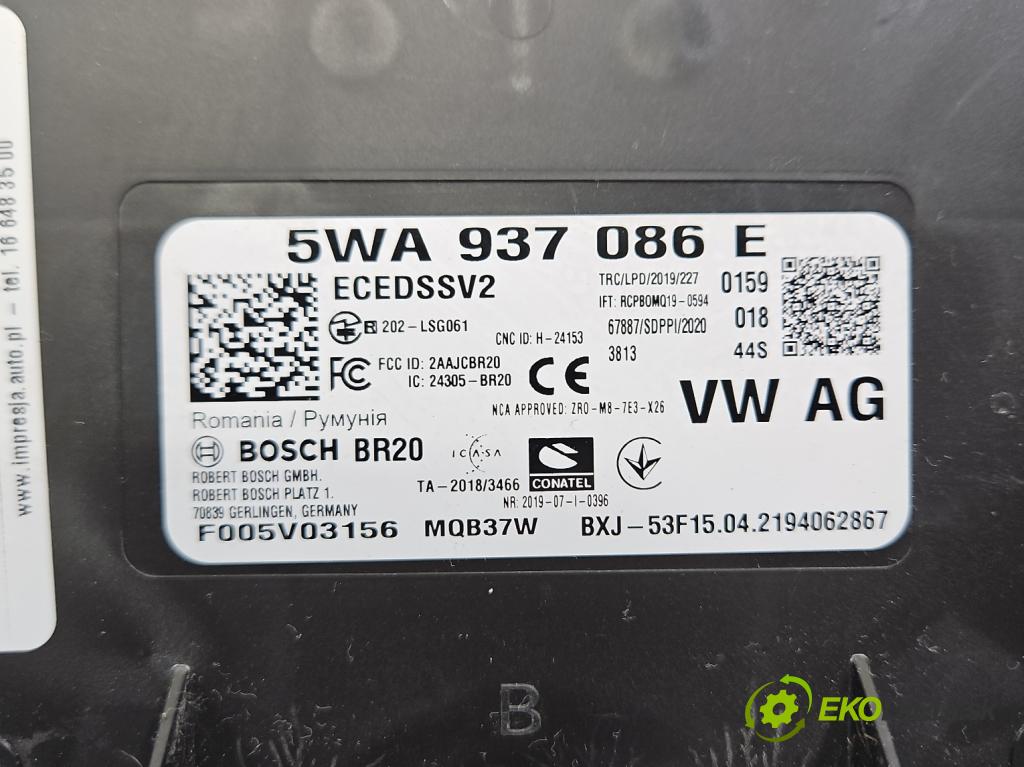 www.impresja.auto.pl – tel. 16 648 35 00
5WA 937 086 E
ECEDSSV2
TRC/LPD/2019/227
0159
IFT: RCPBOMQ19-0594
R 202-LSG061
67887/SDPPI/2020
018
CNC ID: H-24153
3813
44S
FCC ID: 2AAJCBR20
IC: 24305-BR20
CE
FC
NCA APPROVED: ZRO-M8-7E3-X26
VW AG
Romania / Румунія
BOSCH BR20
ICASA
CONATEL
ROBERT BOSCH GMBH.
ROBERT BOSCH PLATZ 1.
70839 GERLINGEN, GERMANY
TA-2018/3466
NR: 2019-07-I-0396
F005V03156 MQB37W BXJ-53F15.04.2194062867
B
EKO